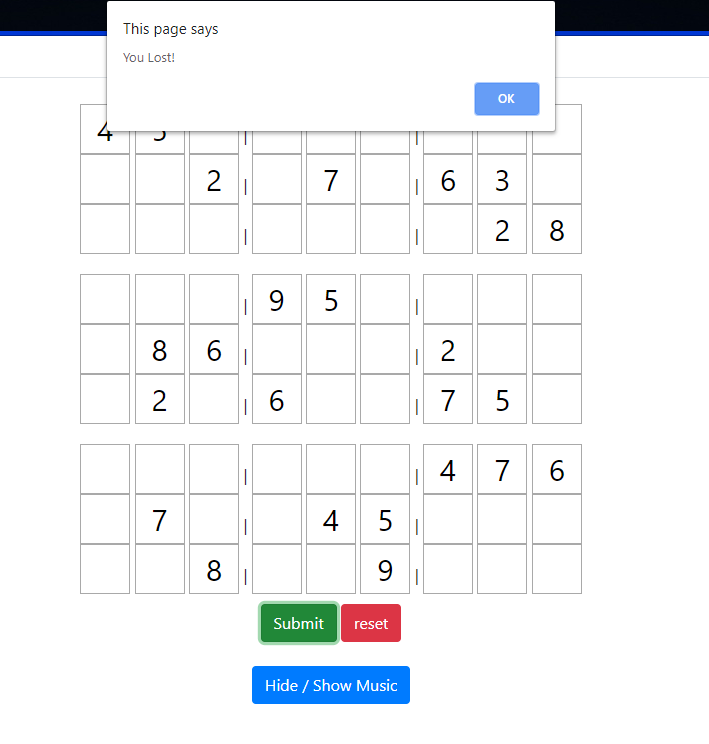 This page says
You Lost!
OK
4 | |
2 | 7 | 6 3
| | 2 8
| 9 5 |
8 6 | | 2
2 | 6 | 7 5
| | 4 7 6
7 | 4 5 |
8 | 9 |
Submit reset
Hide / Show Music